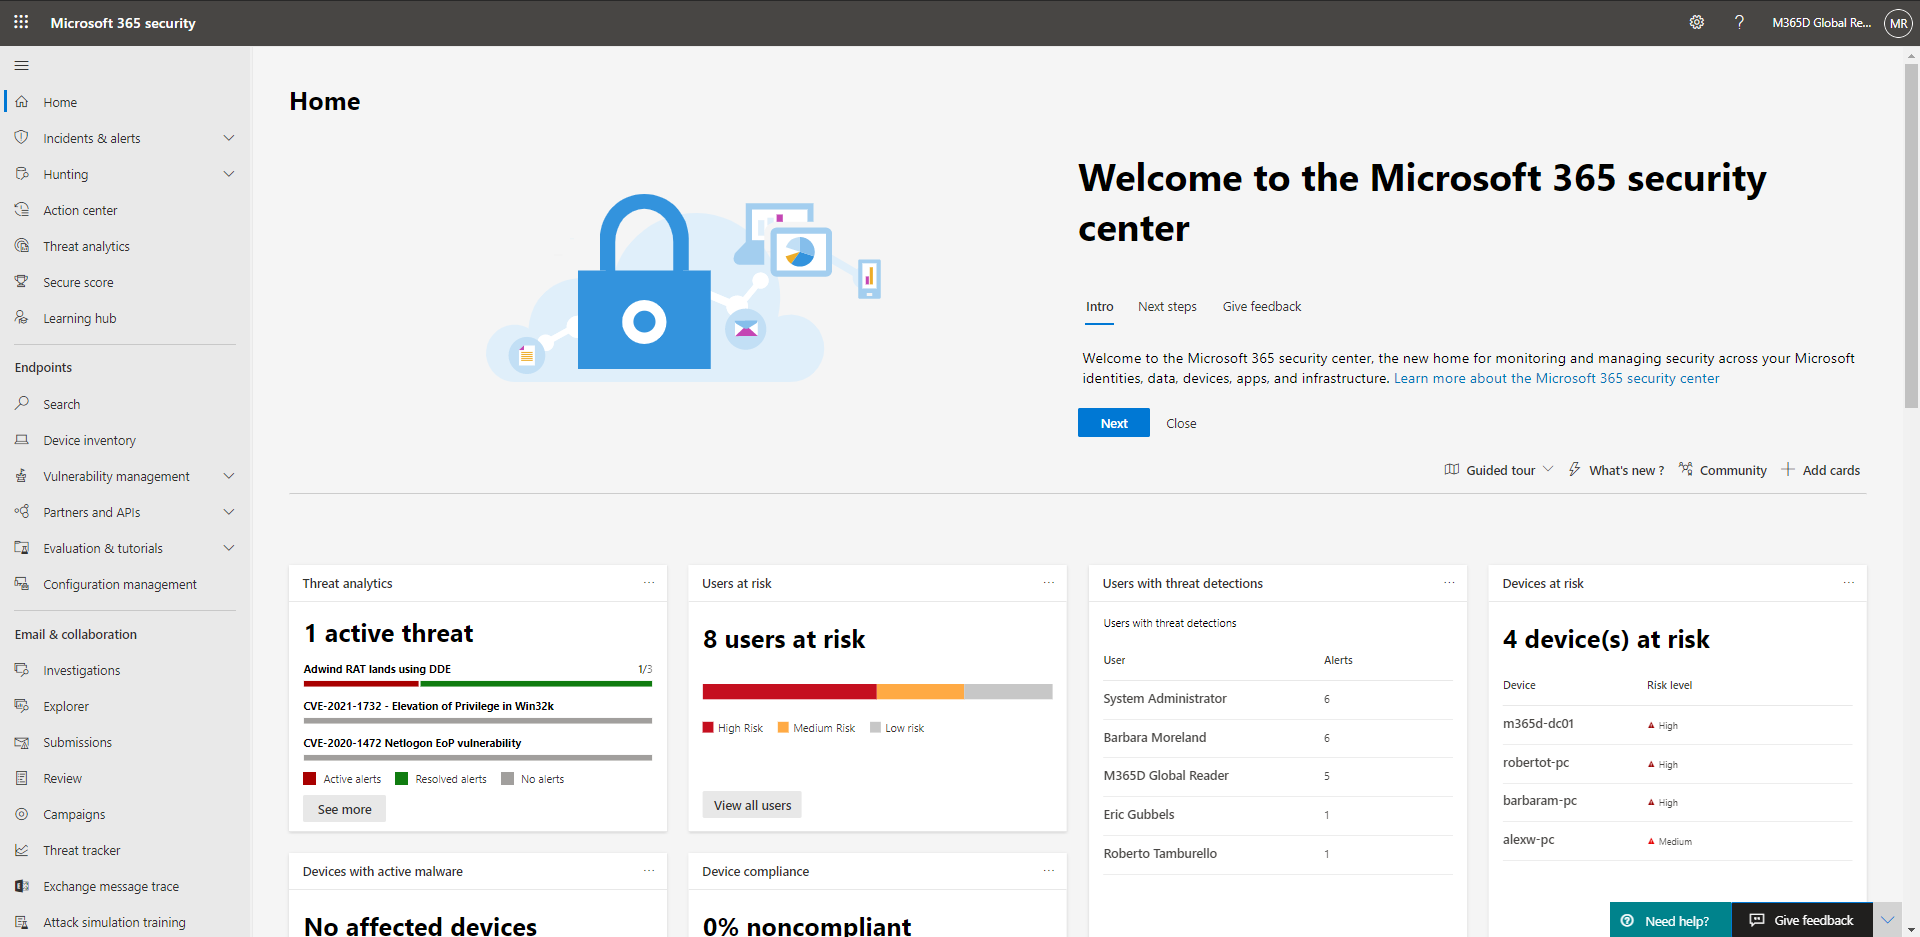 Microsoft 365 security
M365D Global Re...
MR
Home
Incidents & alerts
Hunting
Action center
Threat analytics
Secure score
Learning hub
Endpoints
Search
Device inventory
Vulnerability management
Partners and APIs
Evaluation & tutorials
Configuration management
Email & collaboration
Investigations
Explorer
Submissions
Review
Campaigns
Threat tracker
Exchange message trace
Attack simulation training
Home
Welcome to the Microsoft 365 security
center
Intro Next steps Give feedback
Welcome to the Microsoft 365 security center, the new home for monitoring and managing security across your Microsoft
identities, data, devices, apps, and infrastructure. Learn more about the Microsoft 365 security center
Next Close
Guided tour What's new ? Community Add cards
Threat analytics
1 active threat
Adwind RAT lands using DDE 1/3
CVE-2021-1732 - Elevation of Privilege in Win32k
CVE-2020-1472 Netlogon EoP vulnerability
Active alerts Resolved alerts No alerts
See more
Users at risk
8 users at risk
High Risk Medium Risk Low risk
View all users
Users with threat detections
Users with threat detections
User Alerts
System Administrator 6
Barbara Moreland 6
M365D Global Reader 5
Eric Gubbels 1
Roberto Tamburello 1
Devices at risk
4 device(s) at risk
Device Risk level
m365d-dc01 High
robertot-pc High
barbaram-pc High
alexw-pc Medium
Devices with active malware
No affected devices
Device compliance
0% noncompliant
Need help? Give feedback